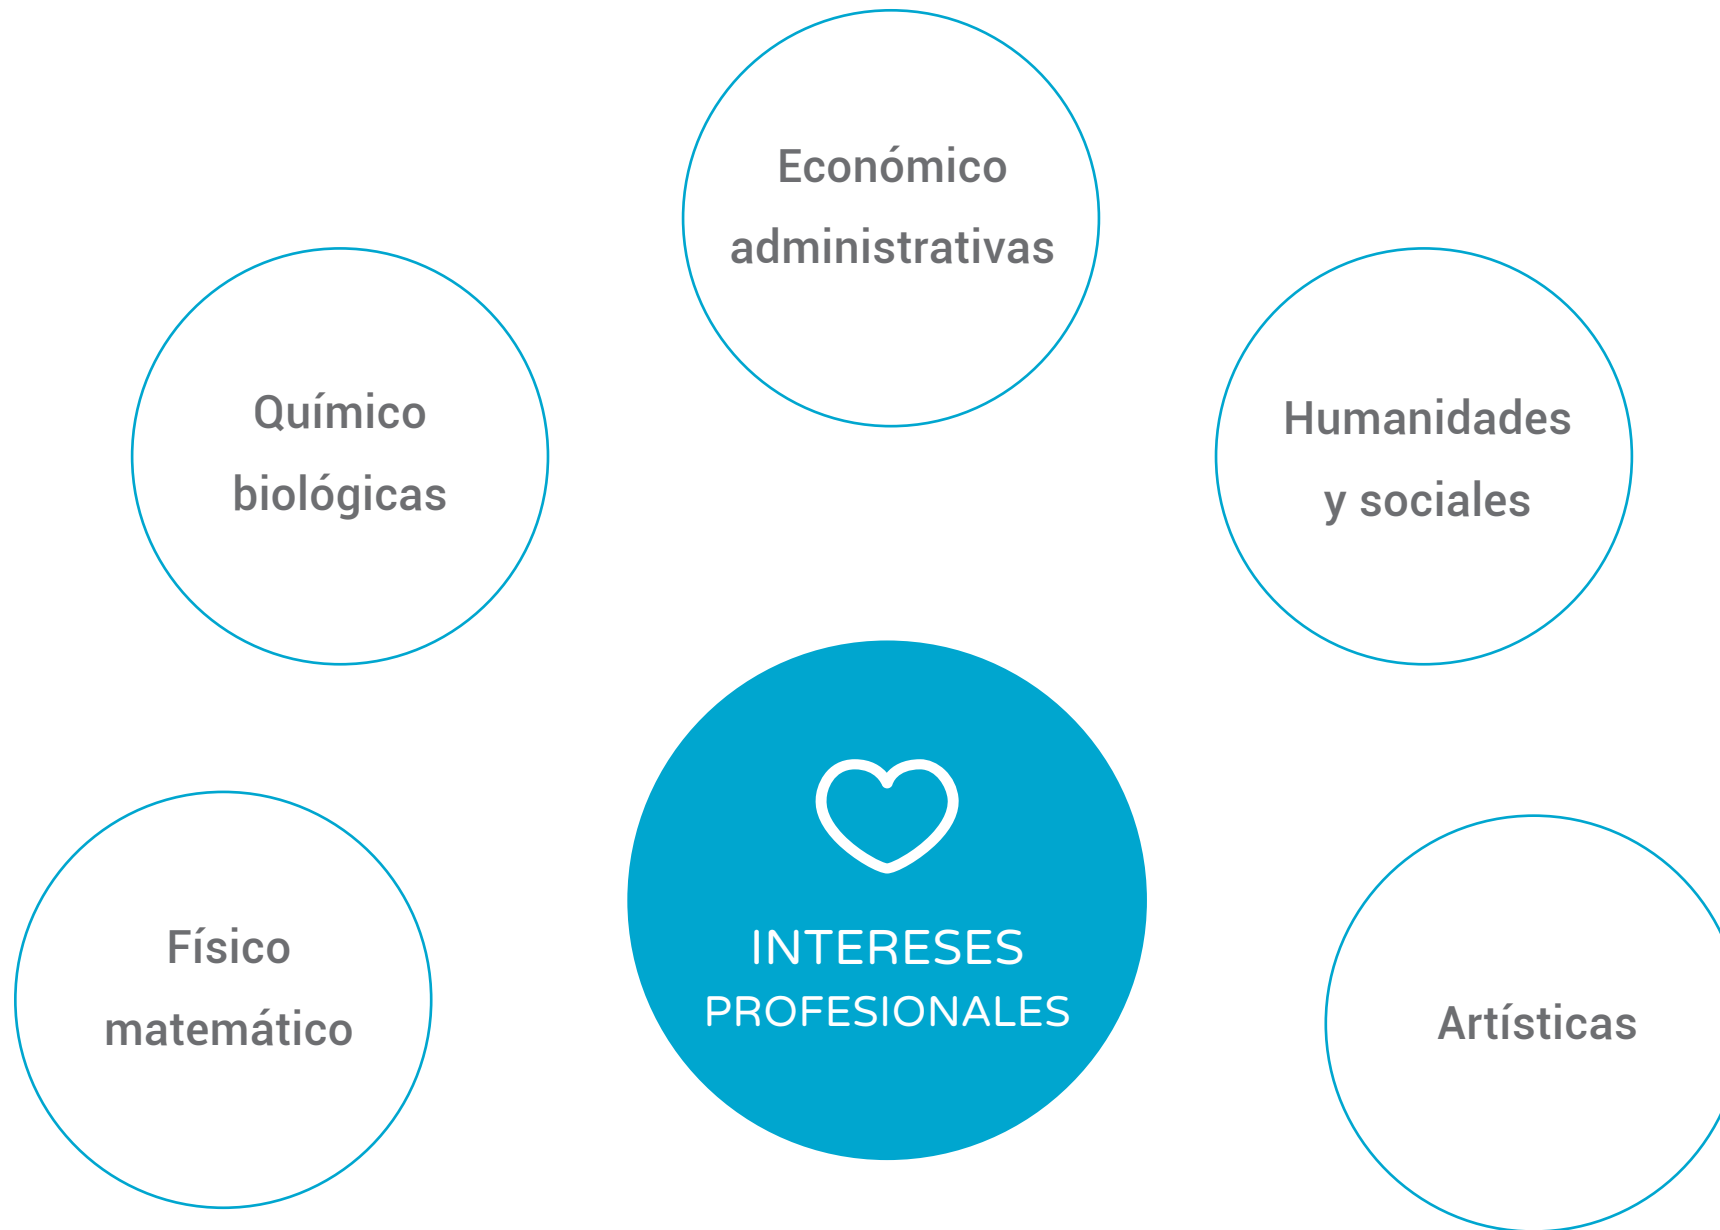 Económico
administrativas
Químico
biológicas
Humanidades
y sociales
Físico
matemático
INTERESES
PROFESIONALES
Artísticas